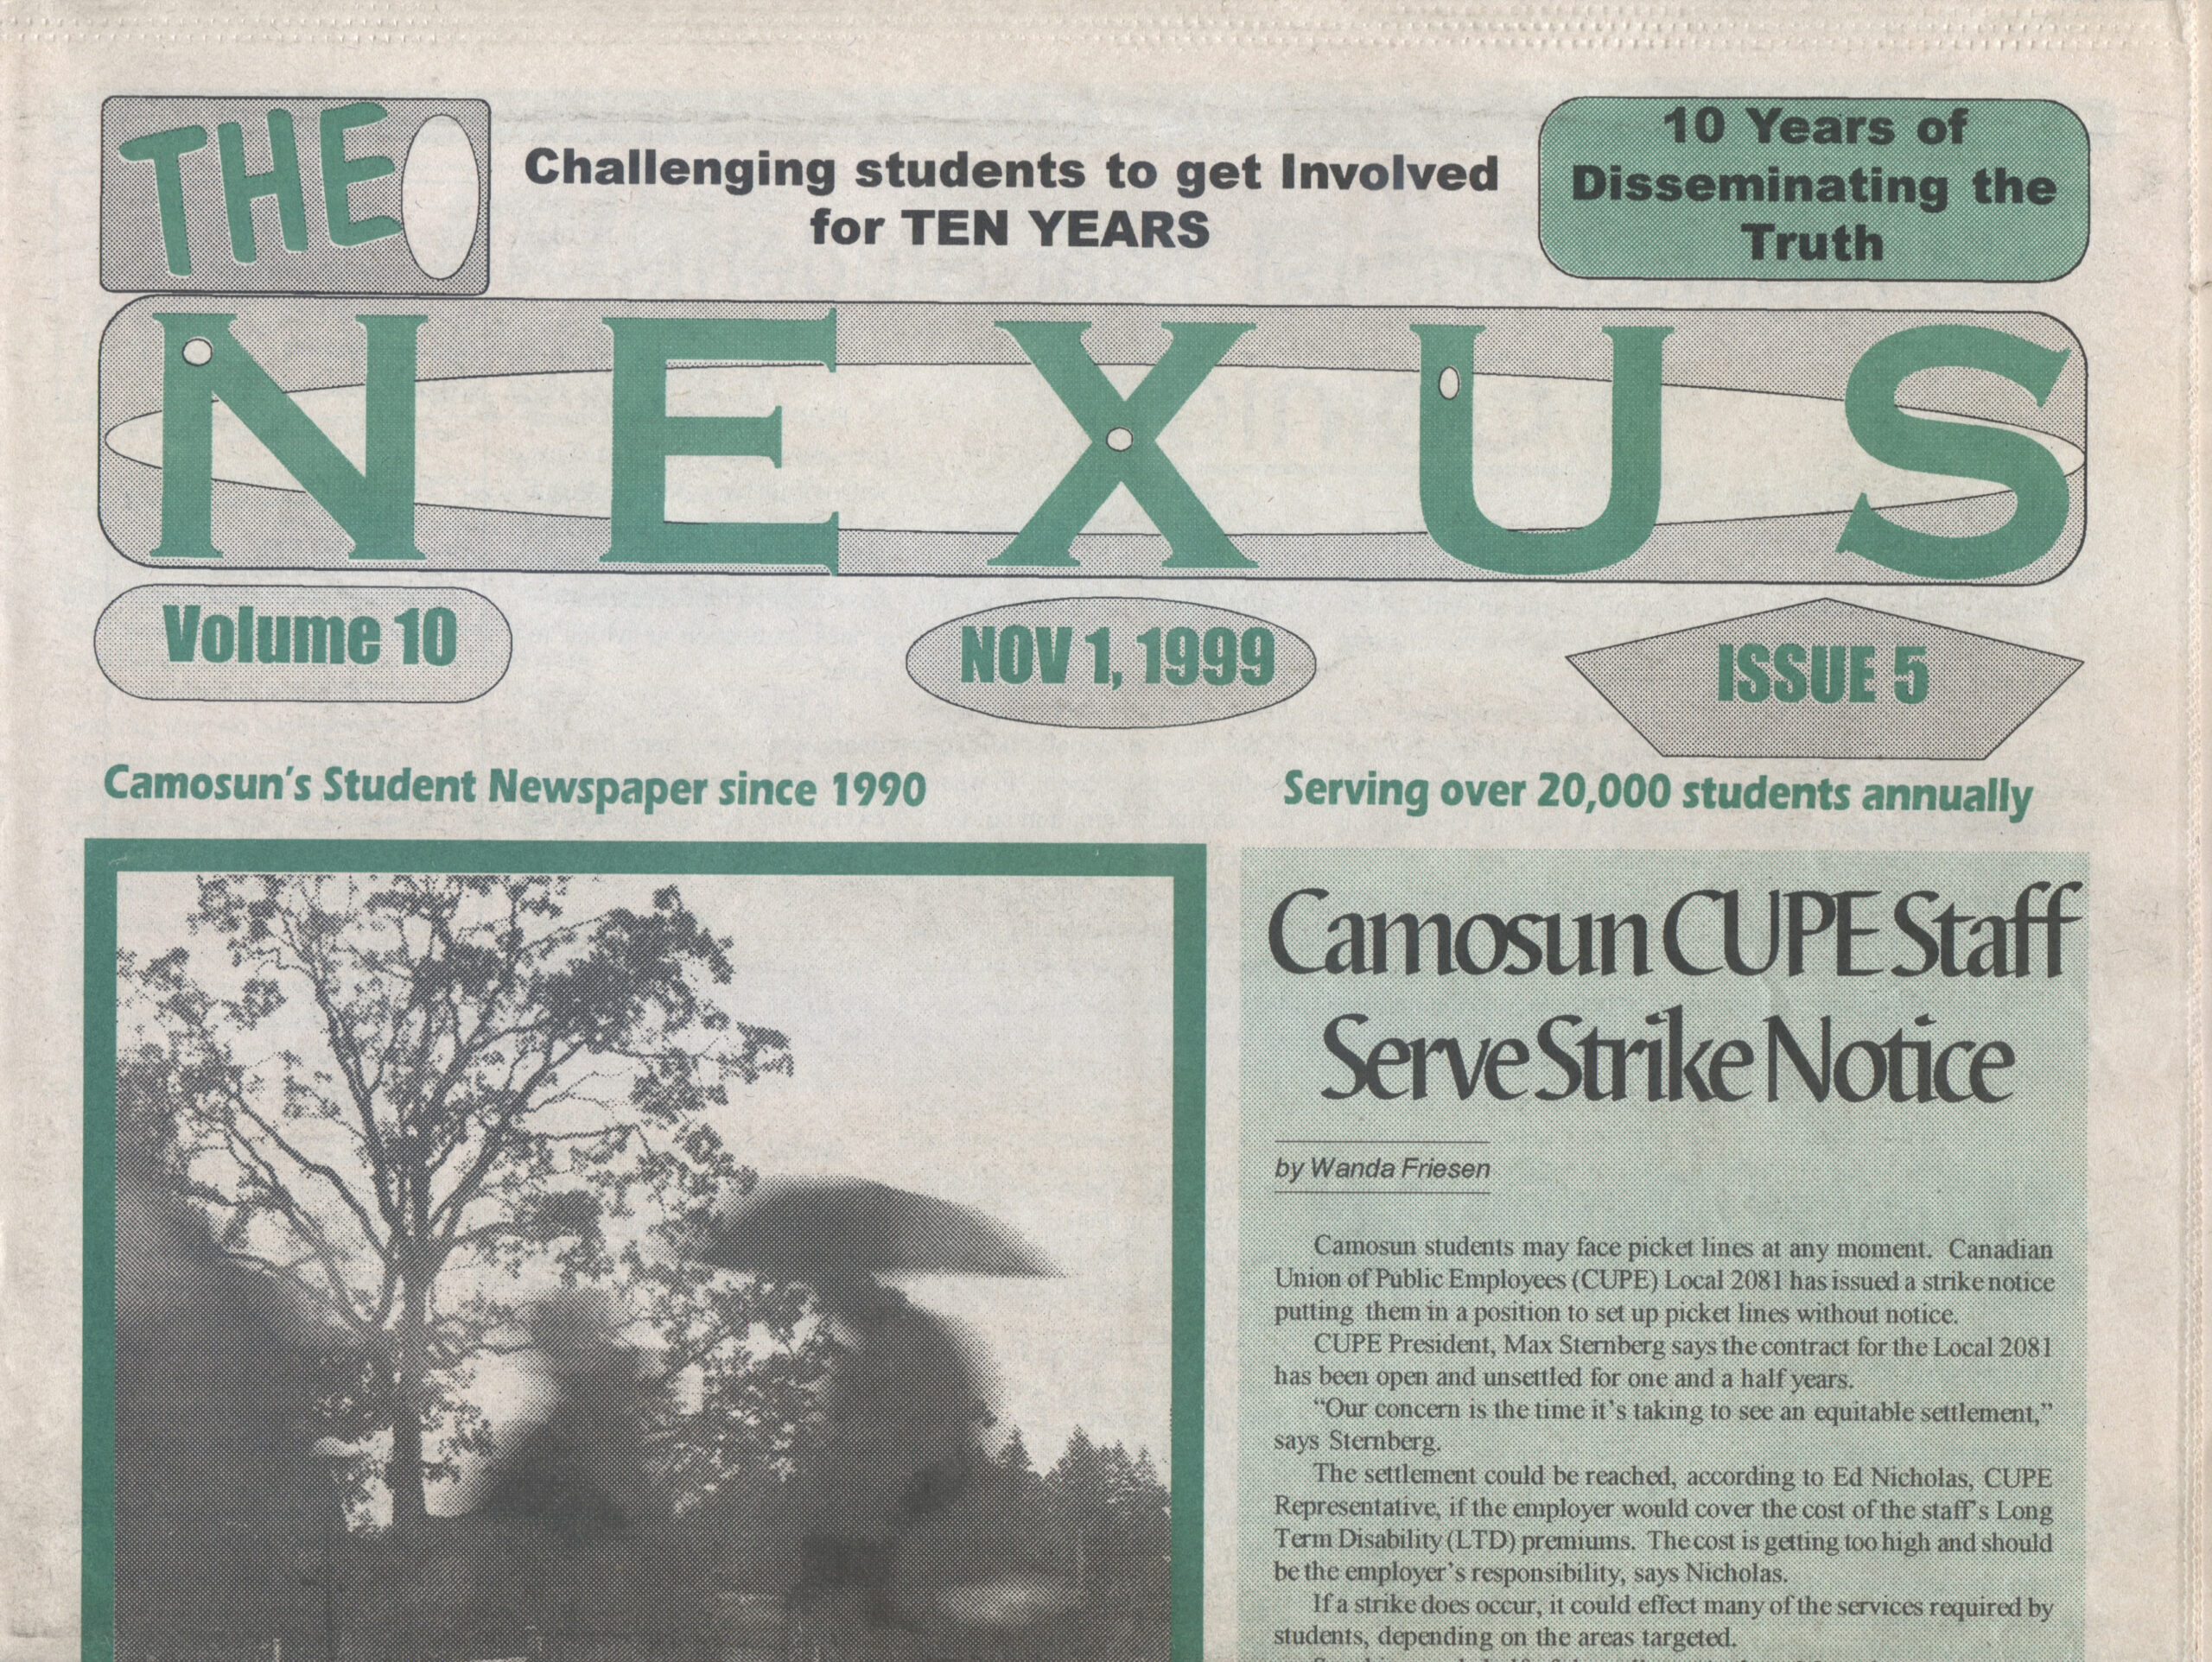 THE
Challenging students to get Involved
for TEN YEARS
10 Years of
Disseminating the
Truth
NEXUS
Volume 10
NOV 1, 1999
ISSUE 5
Camosun's Student Newspaper since 1990
Serving over 20,000 students annually
Camosun CUPE Staff
Serve Strike Notice
by Wanda Friesen
Camosun students may face picket lines at any moment. Canadian
Union of Public Employees (CUPE) Local 2081 has issued a strike notice
putting them in a position to set up picket lines without notice.
CUPE President, Max Sternberg says the contract for the Local 2081
has been open and unsettled for one and a half years.
“Our concern is the time it's taking to see an equitable settlement,”
says Sternberg.
The settlement could be reached, according to Ed Nicholas, CUPE
Representative, if the employer would cover the cost of the staff's Long
Term Disability (LTD) premiums. The cost is getting too high and should
be the employer's responsibility, says Nicholas.
If a strike does occur, it could effect many of the services required by
students, depending on the areas targeted.